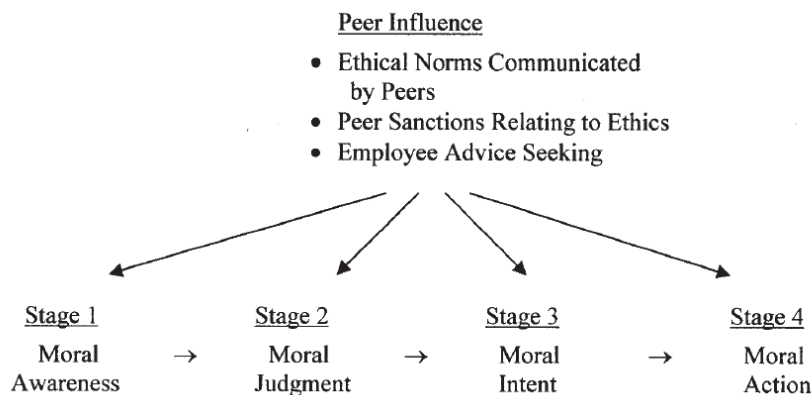 Peer Influence
• Ethical Norms Communicated
by Peers
• Peer Sanctions Relating to Ethics
• Employee Advice Seeking
Stage 1 Stage 2 Stage 3 Stage 4
Moral → Moral → Moral → Moral
Awareness Judgment Intent Action